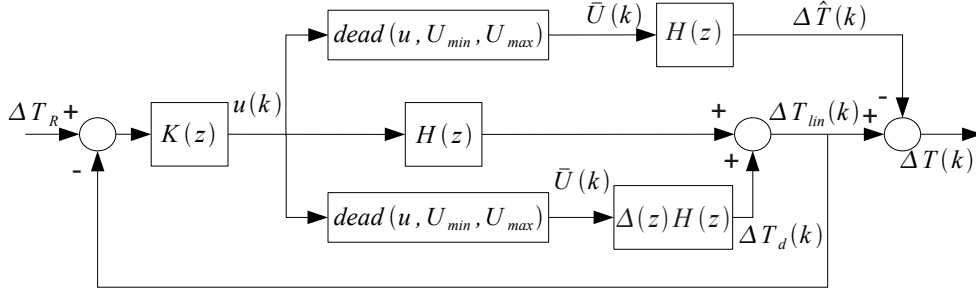 dead(u, U_min, U_max)
Ū(k)
H(z)
ΔT̂(k)
-
ΔT_R
+
K(z)
u(k)
H(z)
+
ΔT_lin(k)
+
ΔT(k)
-
dead(u, U_min, U_max)
Ū(k)
Δ(z)H(z)
+
ΔT_d(k)